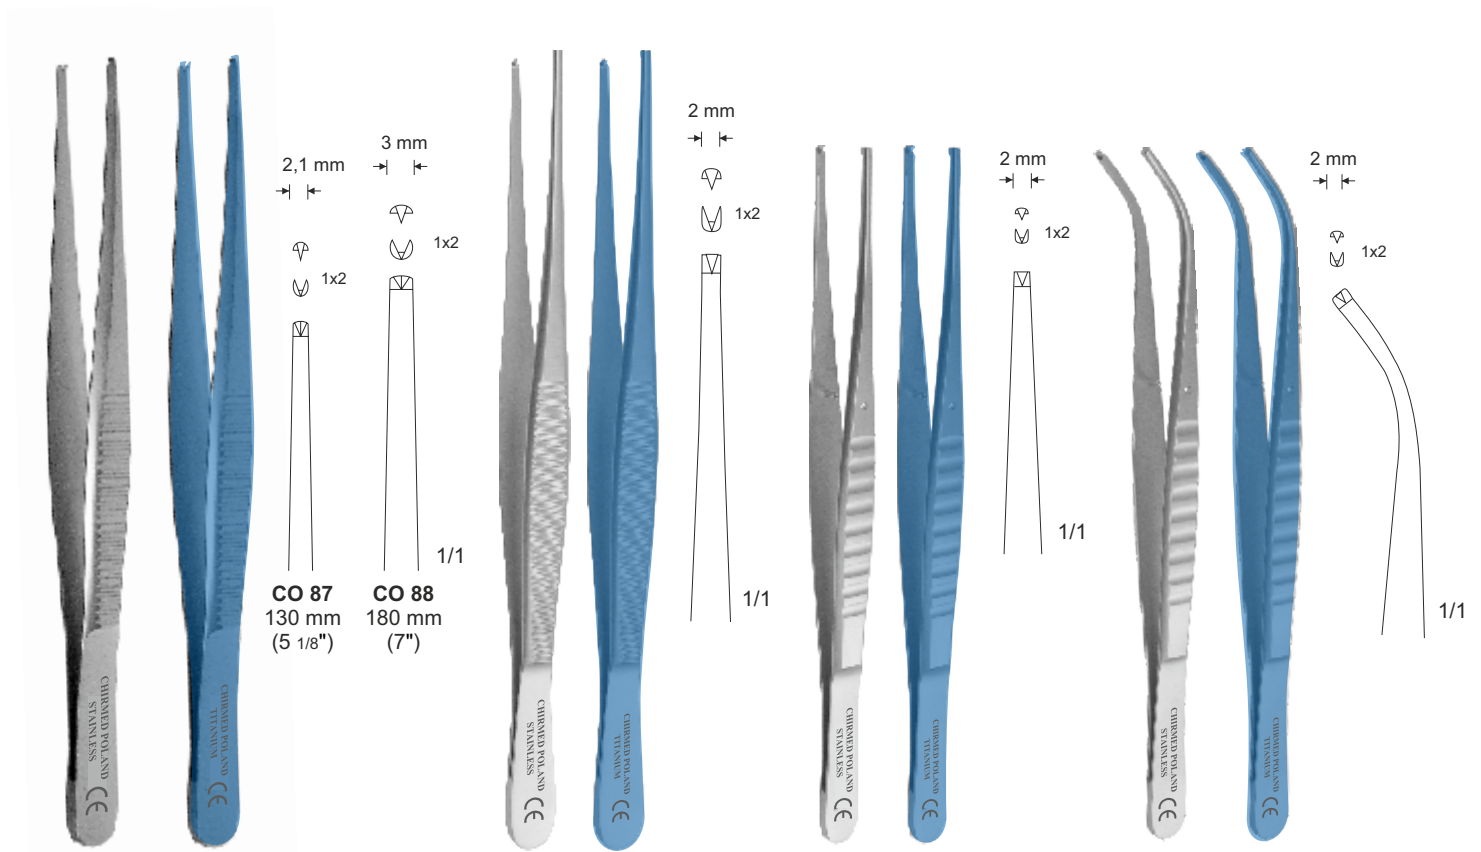 2,1 mm
1x2
3 mm
1x2
1/1
CO 87
130 mm
(5 1/8")
CO 88
180 mm
(7")
CHIRMED POLAND
STAINLESS
CE
CHIRMED POLAND
TITANIUM
CE
2 mm
1x2
1/1
CHIRMED POLAND
STAINLESS
CE
CHIRMED POLAND
TITANIUM
CE
2 mm
1x2
1/1
CHIRMED POLAND
STAINLESS
CE
CHIRMED POLAND
TITANIUM
CE
2 mm
1x2
1/1
CHIRMED POLAND
STAINLESS
CE
CHIRMED POLAND
TITANIUM
CE